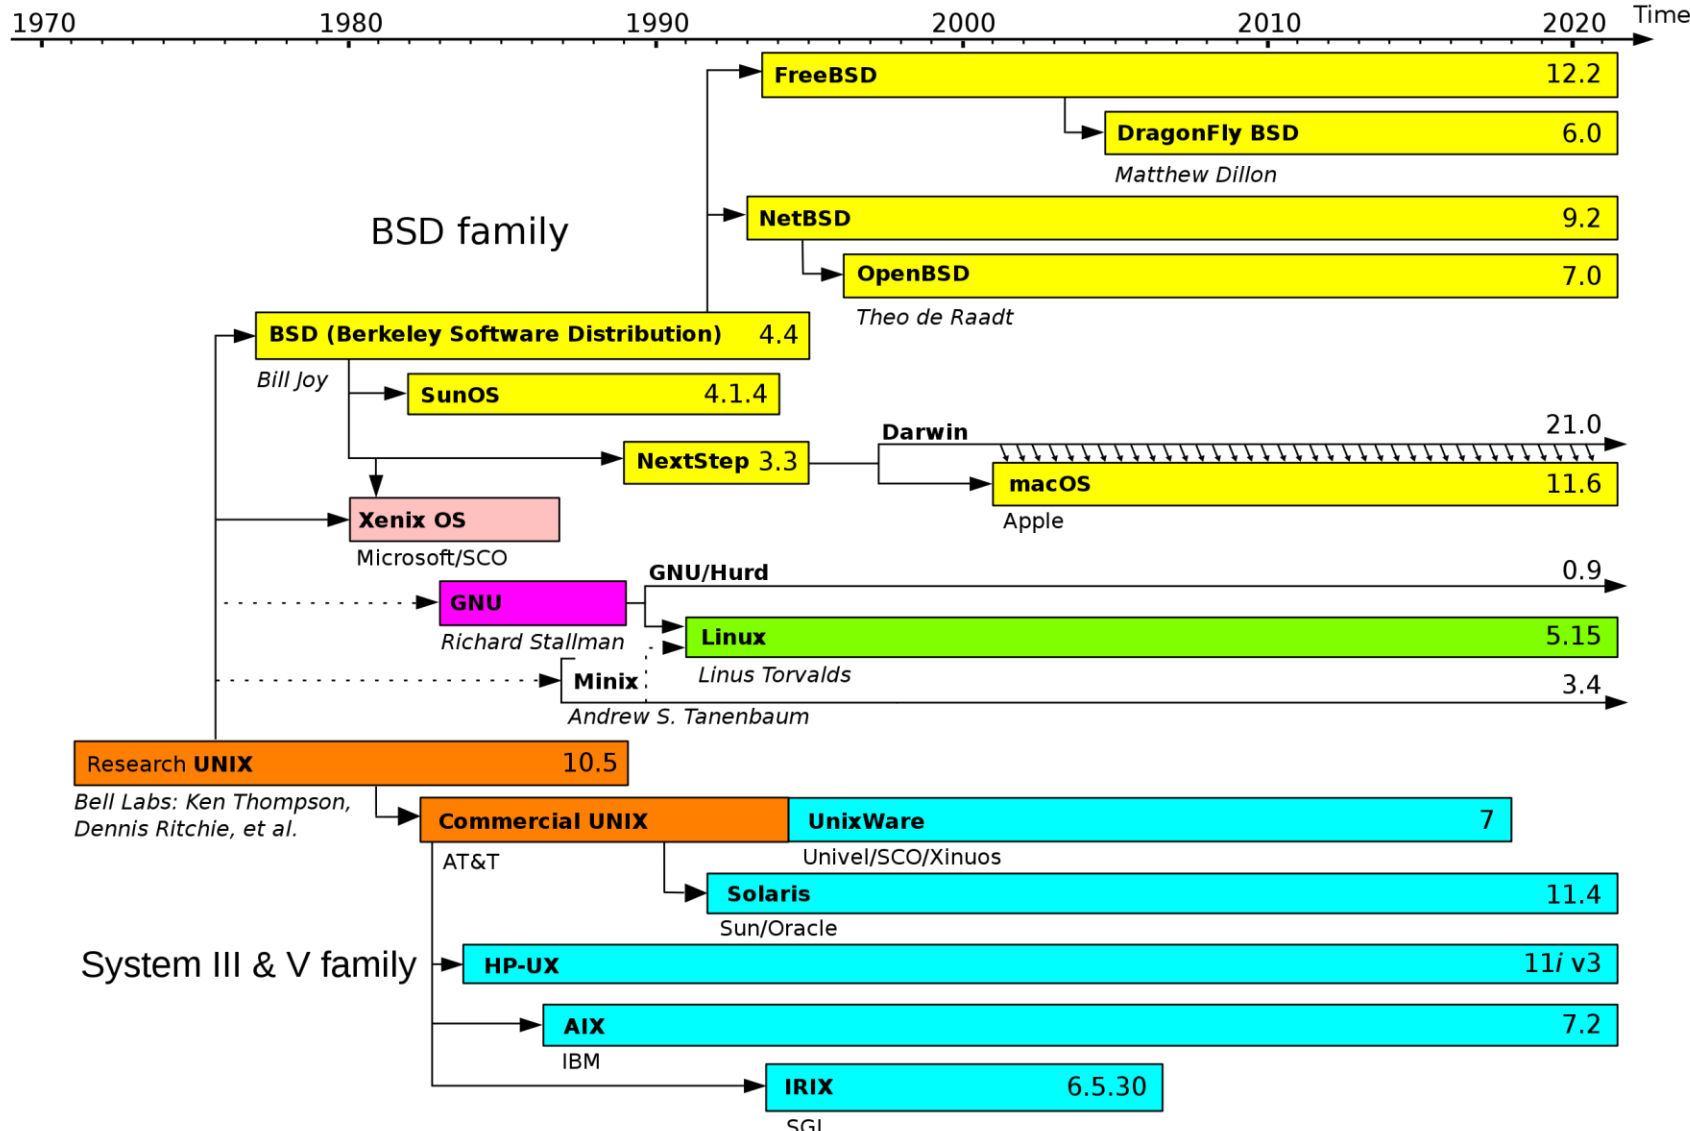 1970 1980 1990 2000 2010 2020 Time
FreeBSD 12.2
DragonFly BSD 6.0
Matthew Dillon
BSD family
NetBSD 9.2
OpenBSD 7.0
Theo de Raadt
BSD (Berkeley Software Distribution) 4.4
Bill Joy
SunOS 4.1.4
Darwin 21.0
NextStep 3.3
macOS 11.6
Apple
Xenix OS
Microsoft/SCO
GNU/Hurd 0.9
GNU
Richard Stallman
Linux 5.15
Linus Torvalds
Minix 3.4
Andrew S. Tanenbaum
Research UNIX 10.5
Bell Labs: Ken Thompson,
Dennis Ritchie, et al.
Commercial UNIX UnixWare 7
AT&T
Univel/SCO/Xinuos
Solaris 11.4
Sun/Oracle
System III & V family
HP-UX 11i v3
AIX 7.2
IBM
IRIX 6.5.30
SGI